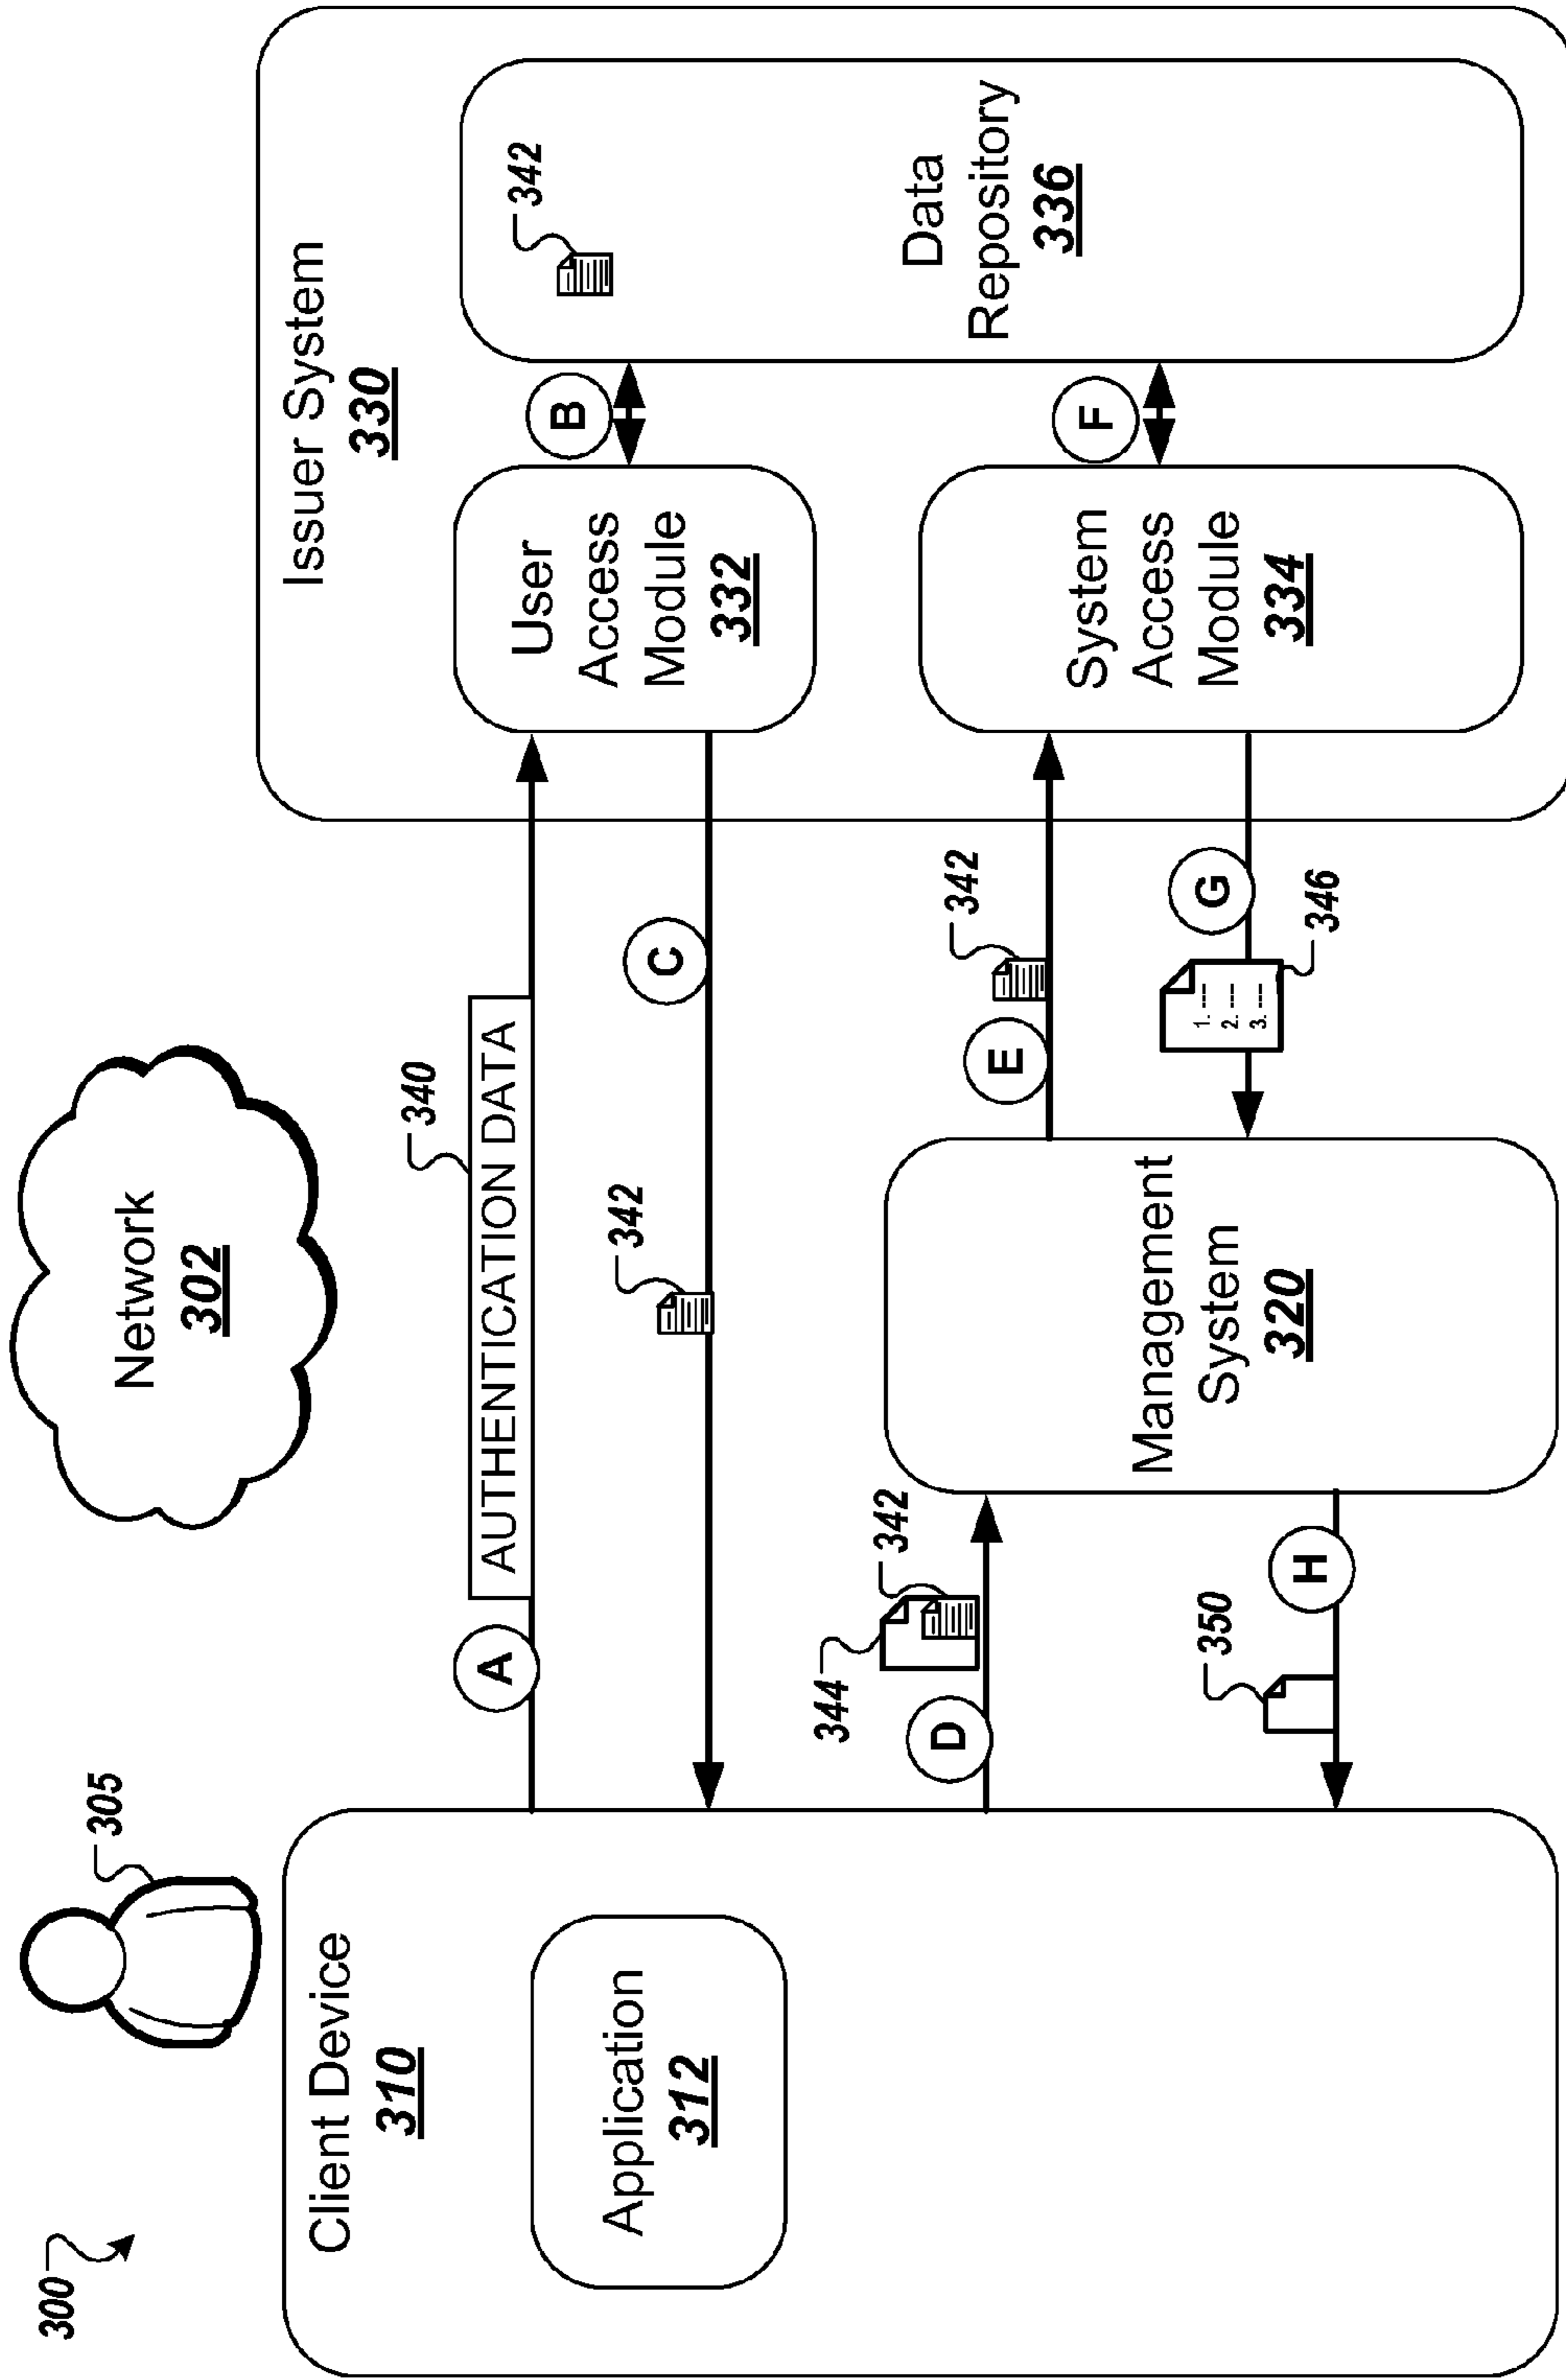 300
305
Network
302
Client Device
310
Application
312
A
340
AUTHENTICATION DATA
342
C
344
342
D
350
H
Management
System
320
E
342
G
1. ---
2. ---
3. ---
346
Issuer System
330
User
Access
Module
332
B
342
Data
Repository
336
System
Access
Module
334
F